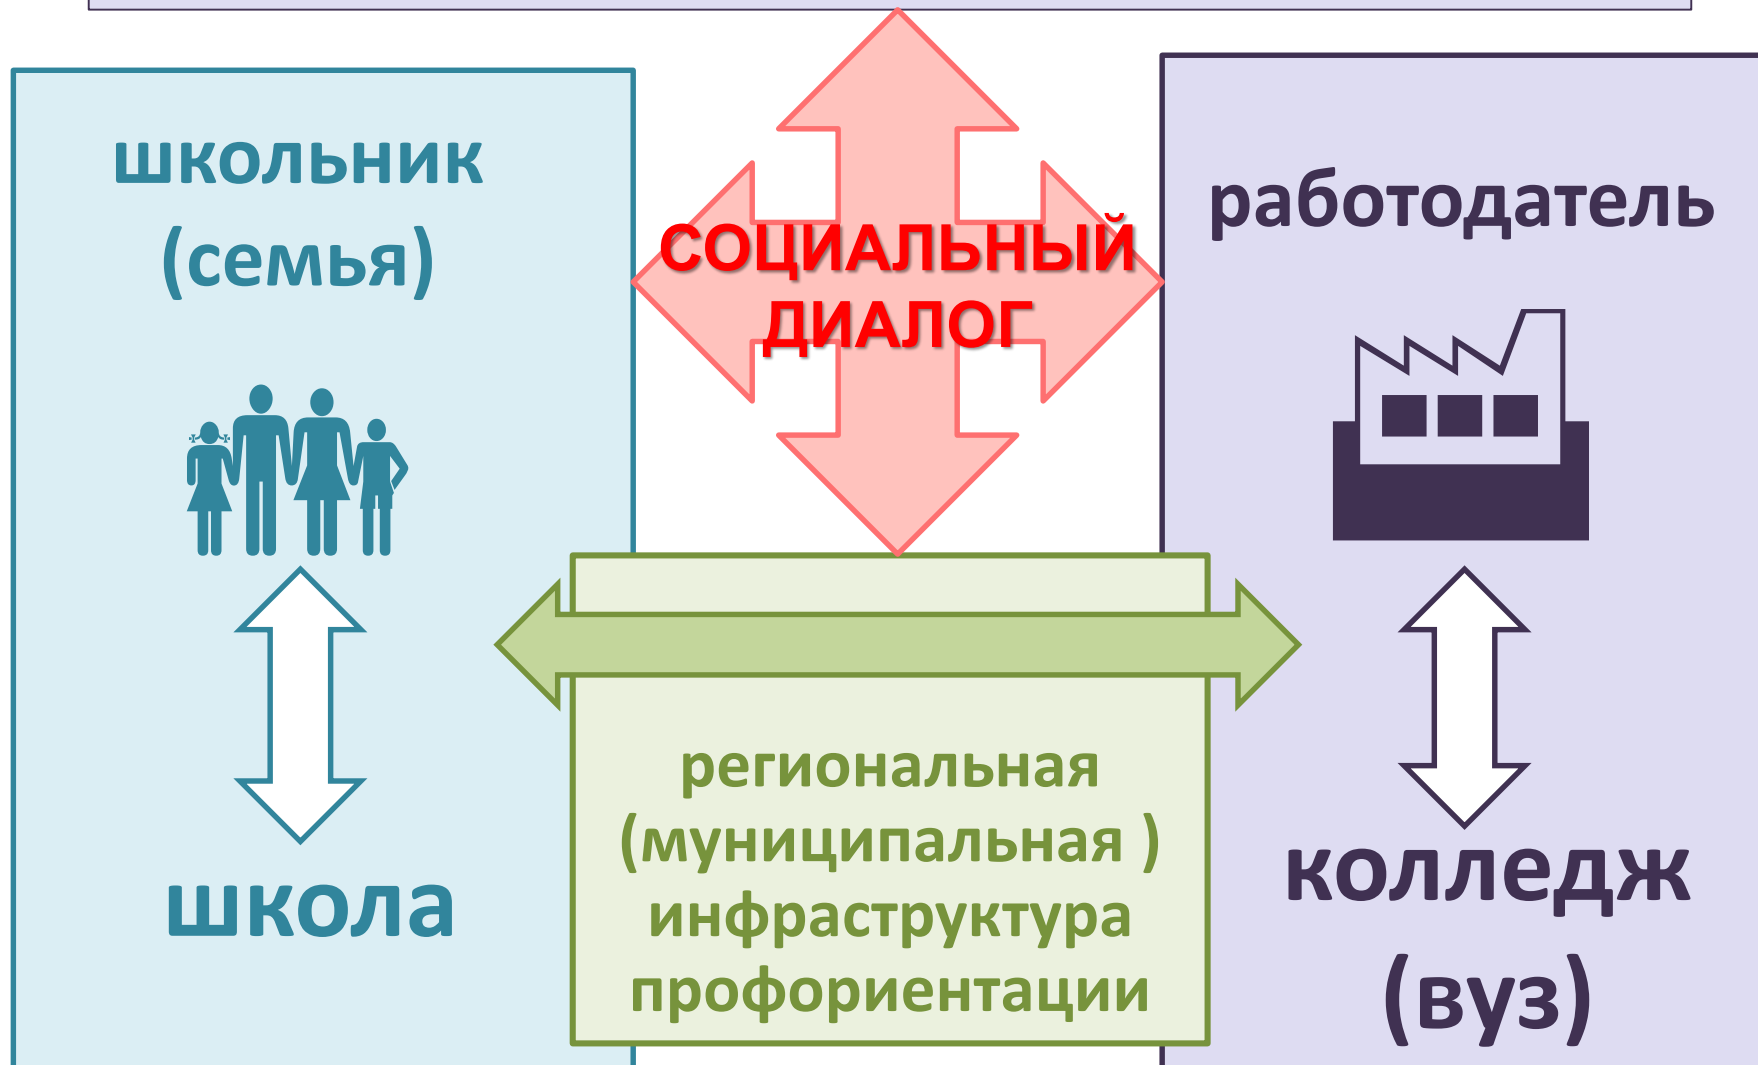 школьник
(семья)
школа
СОЦИАЛЬНЫЙ
ДИАЛОГ
региональная
(муниципальная )
инфраструктура
профориентации
работодатель
колледж
(вуз)